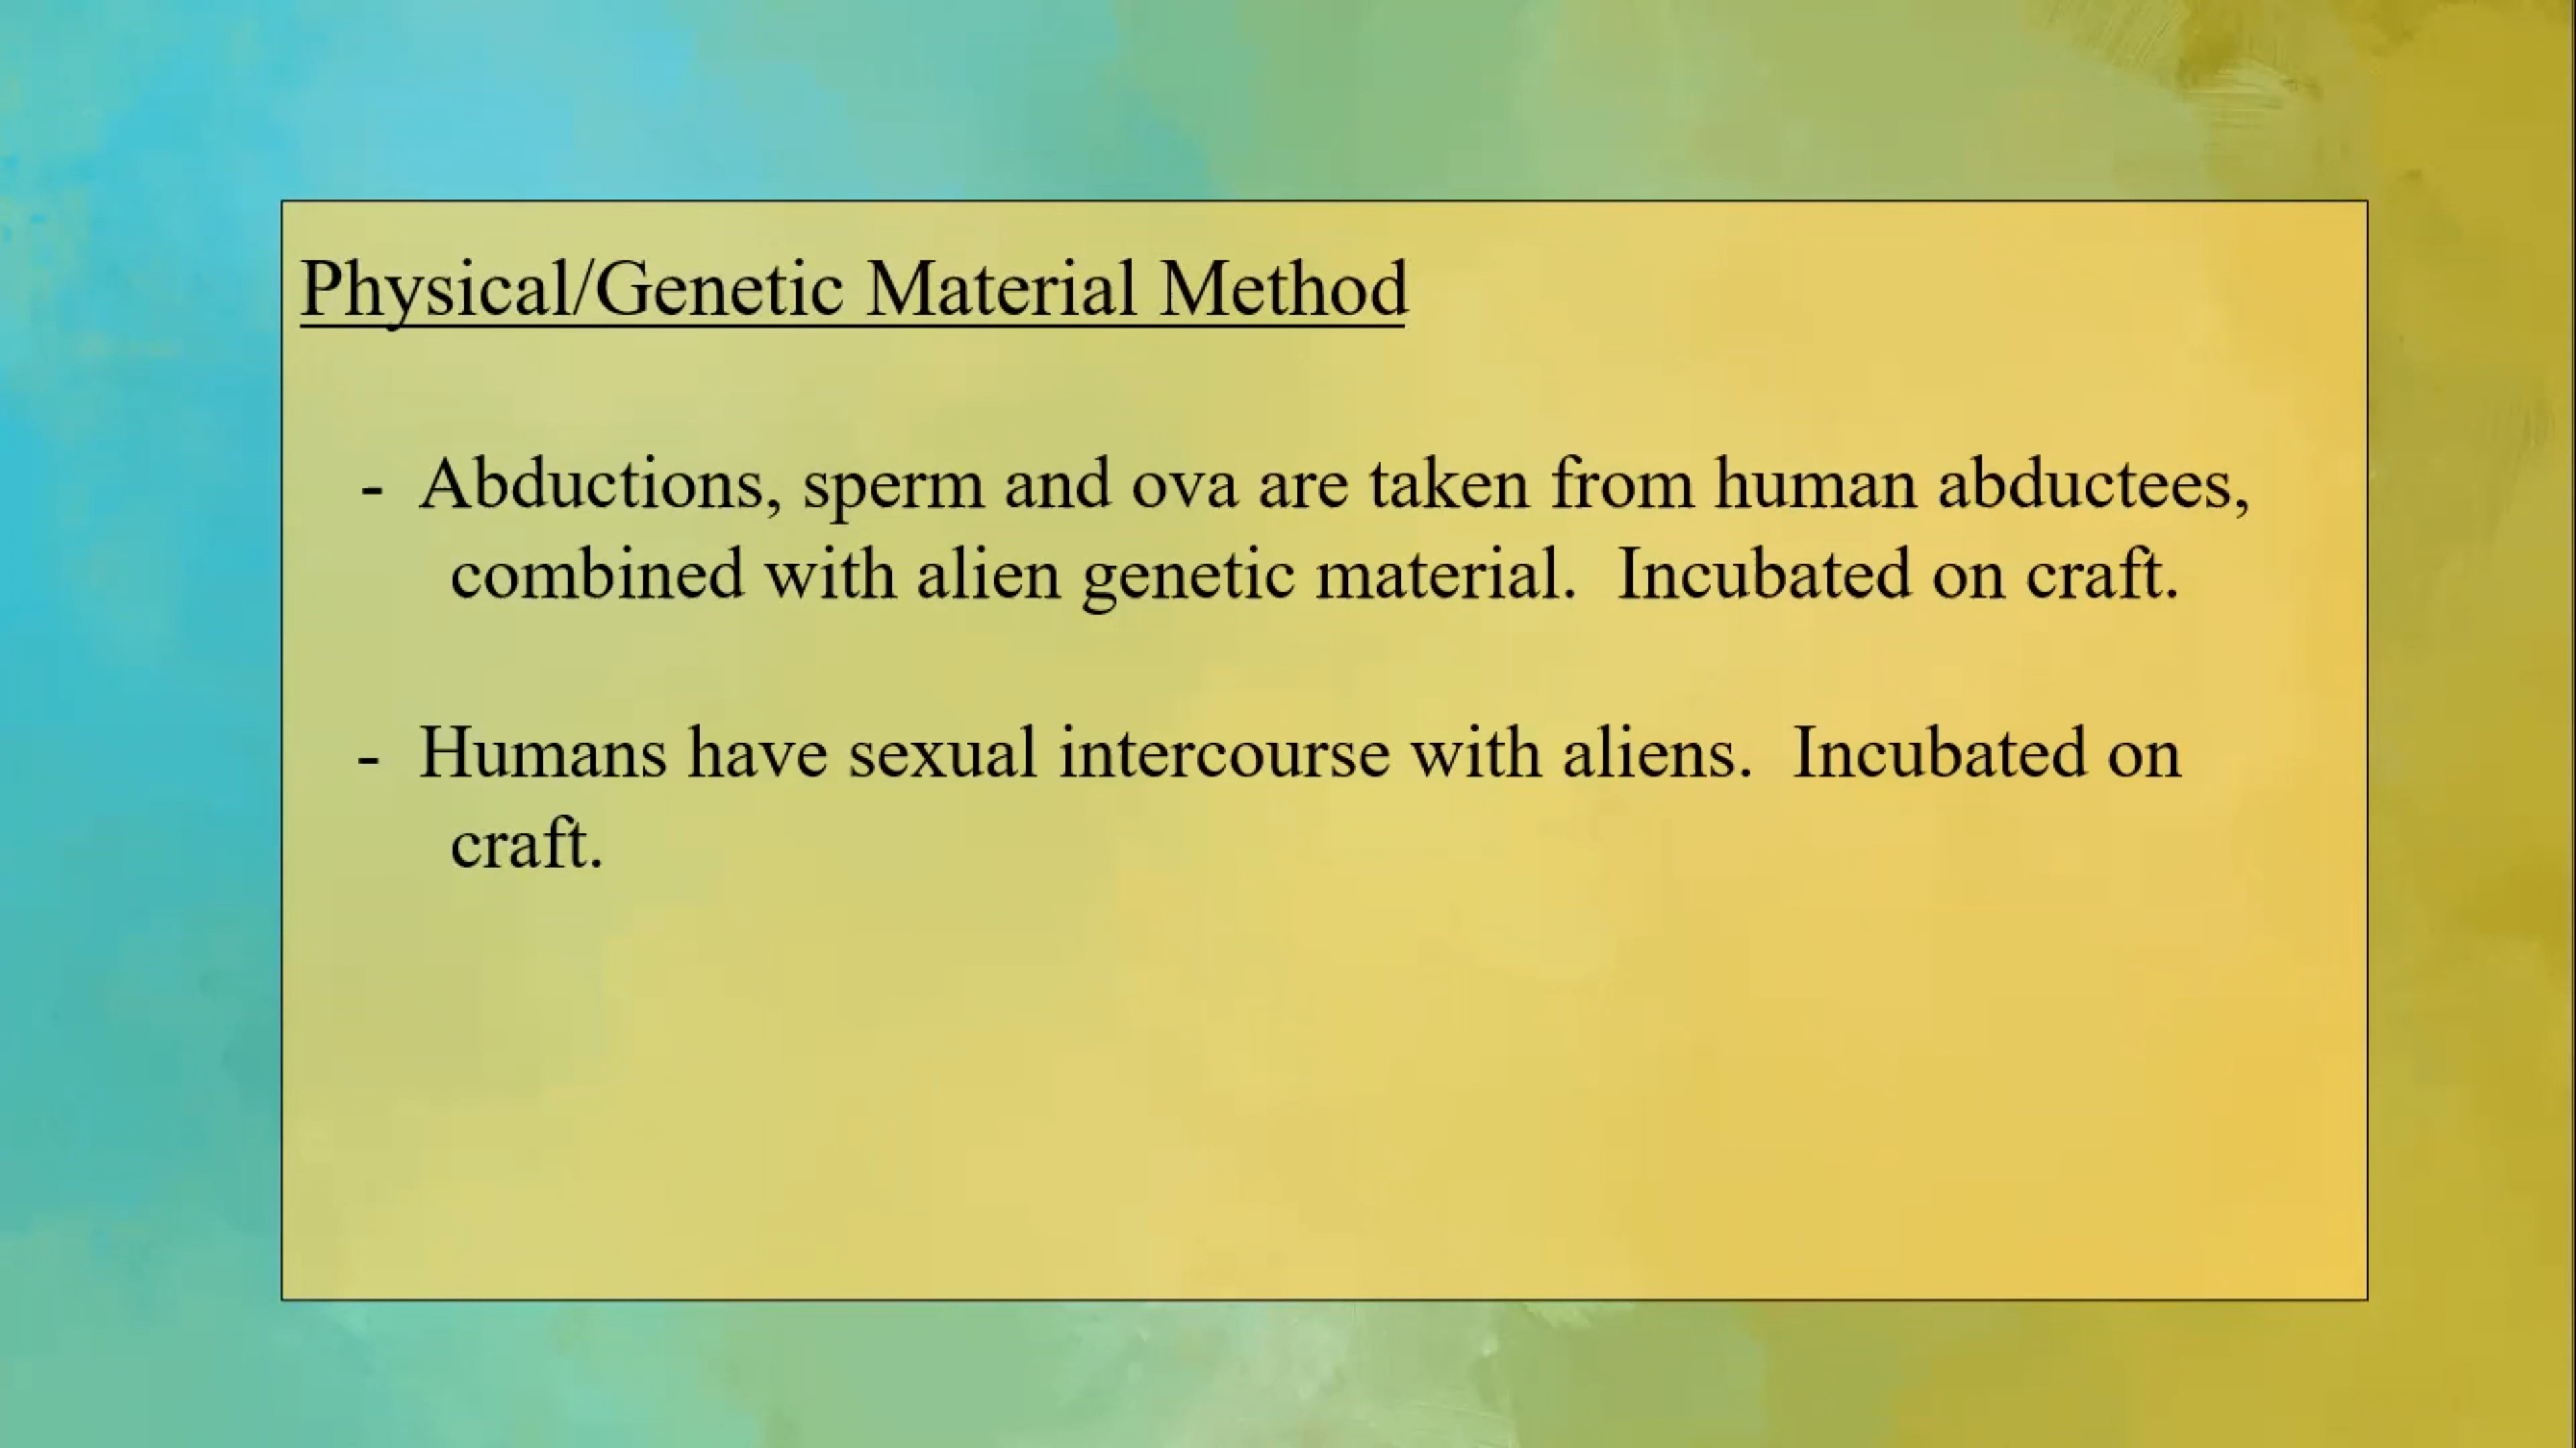 Physical/Genetic Material Method
- Abductions, sperm and ova are taken from human abductees,
combined with alien genetic material.  Incubated on craft.
- Humans have sexual intercourse with aliens.  Incubated on
craft.